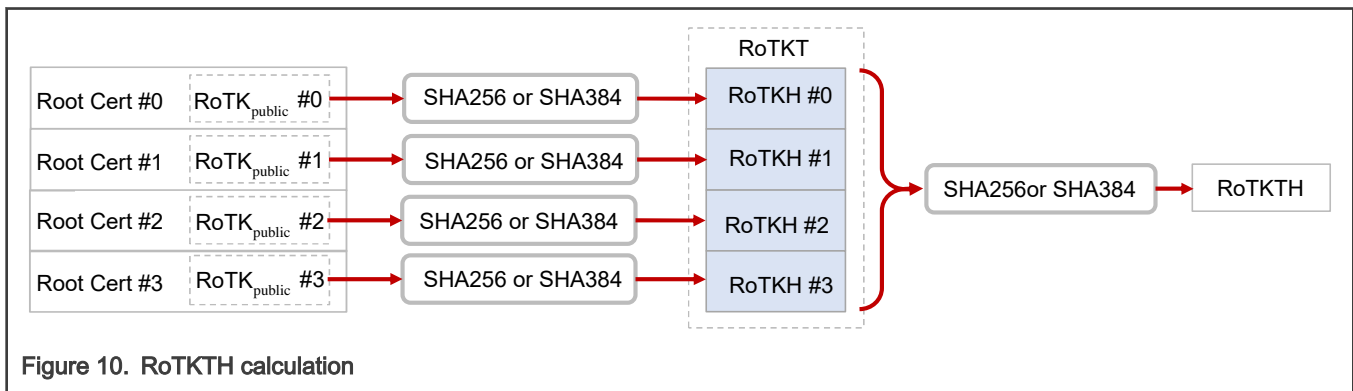 RoTKT
Root Cert #0 RoTKpublic #0 SHA256 or SHA384 RoTKH #0
Root Cert #1 RoTKpublic #1 SHA256 or SHA384 RoTKH #1
SHA256or SHA384 RoTKTH
Root Cert #2 RoTKpublic #2 SHA256 or SHA384 RoTKH #2
Root Cert #3 RoTKpublic #3 SHA256 or SHA384 RoTKH #3
Figure 10. RoTKTH calculation